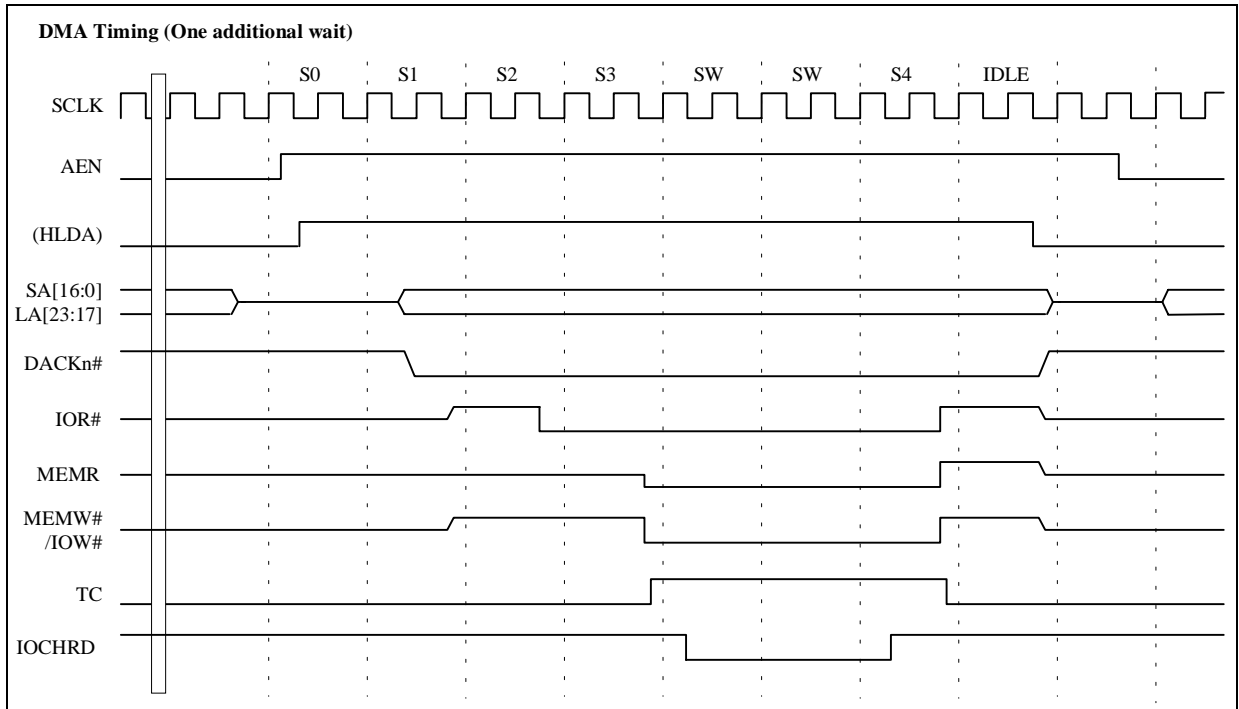 DMA Timing (One additional wait)
S0 S1 S2 S3 SW SW S4 IDLE
SCLK
AEN
(HLDA)
SA[16:0]
LA[23:17]
DACKn#
IOR#
MEMR
MEMW#
/IOW#
TC
IOCHRD